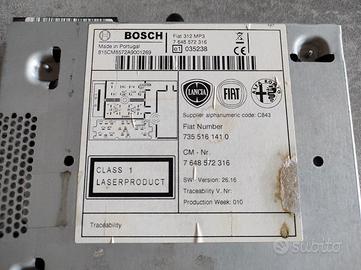 BOSCH
Made in Portugal
815CM8572A9001269
Fiat 312 MP3
7 648 572 316
e1 035238
LANCIA
FIAT
Supplier alphanumeric code: C843
Fiat Number
735 516 141 0
CM - Nr.
7 648 572 316
SW - Version: 26.16
Traceability V. Nr:
Production Week: 010
CLASS 1
LASERPRODUCT
Traceability
subito